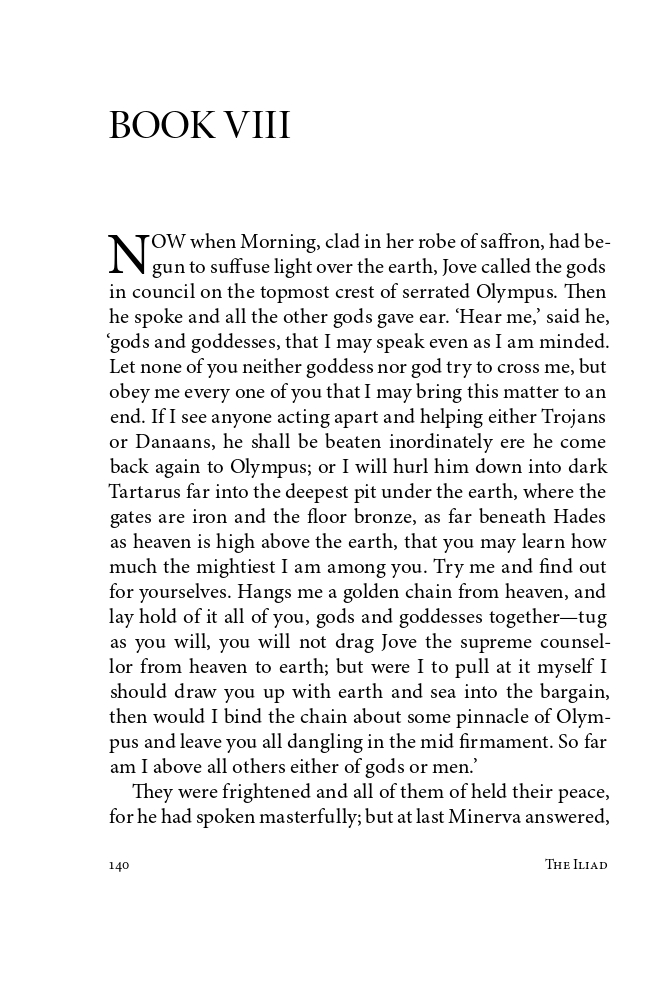 BOOK VIII
NOW when Morning, clad in her robe of saffron, had be-
gun to suffuse light over the earth, Jove called the gods
in council on the topmost crest of serrated Olympus. Then
he spoke and all the other gods gave ear. ‘Hear me,’ said he,
‘gods and goddesses, that I may speak even as I am minded.
Let none of you neither goddess nor god try to cross me, but
obey me every one of you that I may bring this matter to an
end. If I see anyone acting apart and helping either Trojans
or Danaans, he shall be beaten inordinately ere he come
back again to Olympus; or I will hurl him down into dark
Tartarus far into the deepest pit under the earth, where the
gates are iron and the floor bronze, as far beneath Hades
as heaven is high above the earth, that you may learn how
much the mightiest I am among you. Try me and find out
for yourselves. Hangs me a golden chain from heaven, and
lay hold of it all of you, gods and goddesses together—tug
as you will, you will not drag Jove the supreme counsel-
lor from heaven to earth; but were I to pull at it myself I
should draw you up with earth and sea into the bargain,
then would I bind the chain about some pinnacle of Olym-
pus and leave you all dangling in the mid firmament. So far
am I above all others either of gods or men.’
They were frightened and all of them of held their peace,
for he had spoken masterfully; but at last Minerva answered,
140 The Iliad